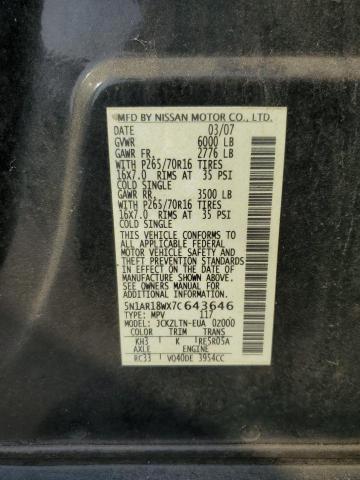 MFD BY NISSAN MOTOR CO., LTD.
DATE 03/07
GVWR 6000 LB
GAWR FR. 2776 LB
WITH P265/70R16 TIRES
16X7.0 RIMS AT 35 PSI
COLD SINGLE
GAWR RR. 3500 LB
WITH P265/70R16 TIRES
16X7.0 RIMS AT 35 PSI
COLD SINGLE
THIS VEHICLE CONFORMS TO
ALL APPLICABLE FEDERAL
MOTOR VEHICLE SAFETY
STANDARDS IN EFFECT ON
THE DATE OF MANUFACTURE
SHOWN ABOVE.
SEE OWNERS MANUAL FOR
ADDITIONAL INFORMATION.
5N1AR18WX7C643646
TYPE: MPV 117
MODEL: JCKZLTN-EUA 02000
COLOR TRIM TRANS
KH3 K RE5R05A
AXLE ENGINE
RC33 VQ40DE 3954CC